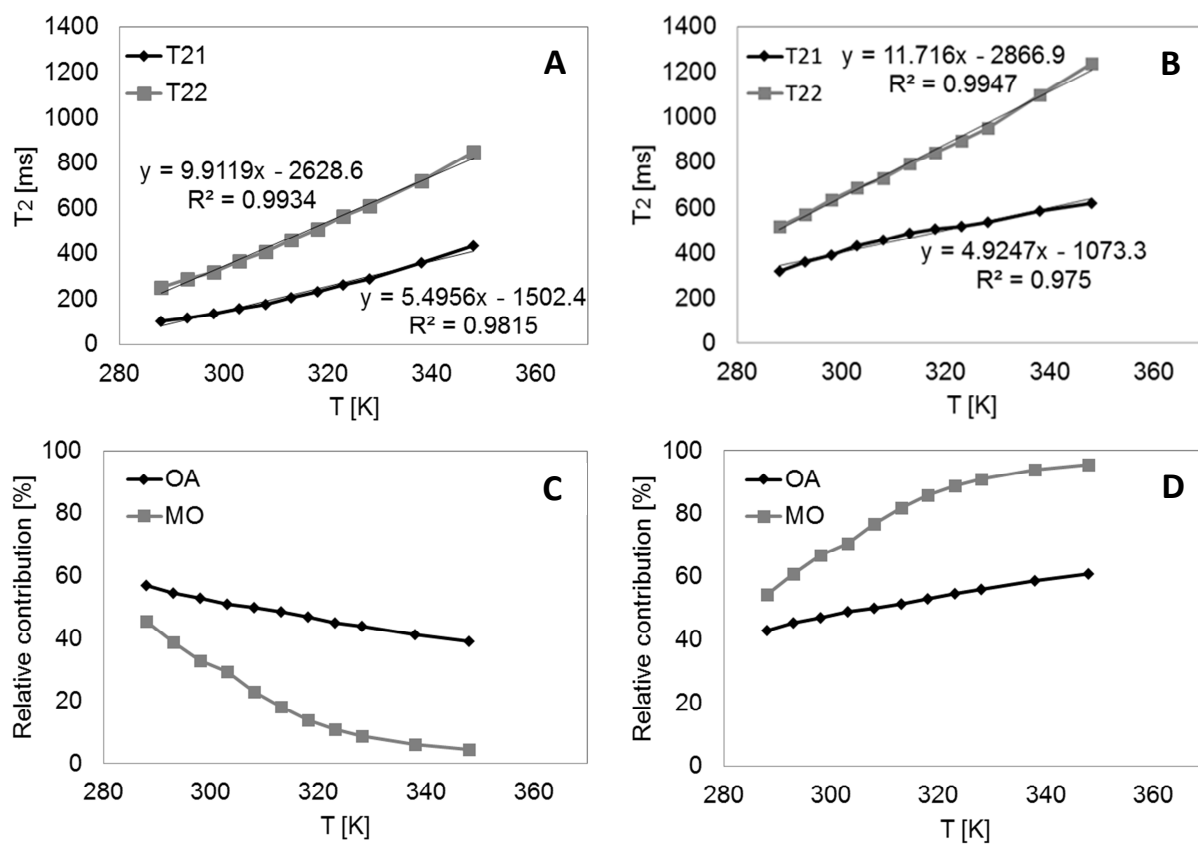 A
T21
T22
y = 9.9119x - 2628.6
R² = 0.9934
y = 5.4956x - 1502.4
R² = 0.9815
1400
1200
1000
800
600
400
200
0
T2 [ms]
280 300 320 340 360
T [K]
B
T21
T22
y = 11.716x - 2866.9
R² = 0.9947
y = 4.9247x - 1073.3
R² = 0.975
1400
1200
1000
800
600
400
200
0
T2 [ms]
280 300 320 340 360
T [K]
C
OA
MO
100
80
60
40
20
0
Relative contribution [%]
280 300 320 340 360
T [K]
D
OA
MO
100
80
60
40
20
0
Relative contribution [%]
280 300 320 340 360
T [K]